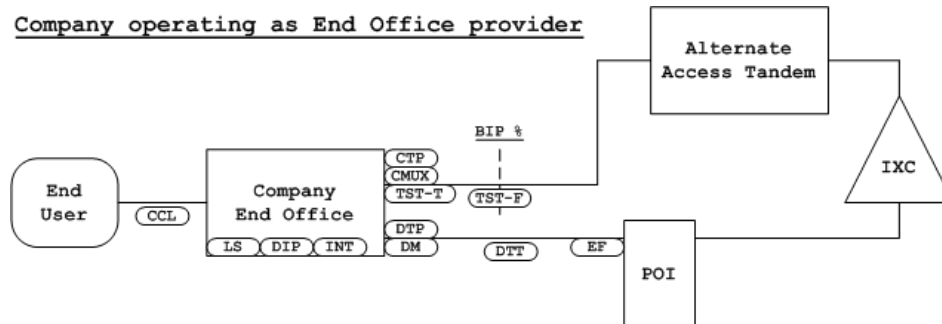 Company operating as End Office provider
Alternate
Access Tandem
BIP %
IXC
CTP
CMUX
TST-T
TST-F
End
User
CCL
Company
End Office
LS
DIP
INT
DTP
DM
DTT
EF
POI